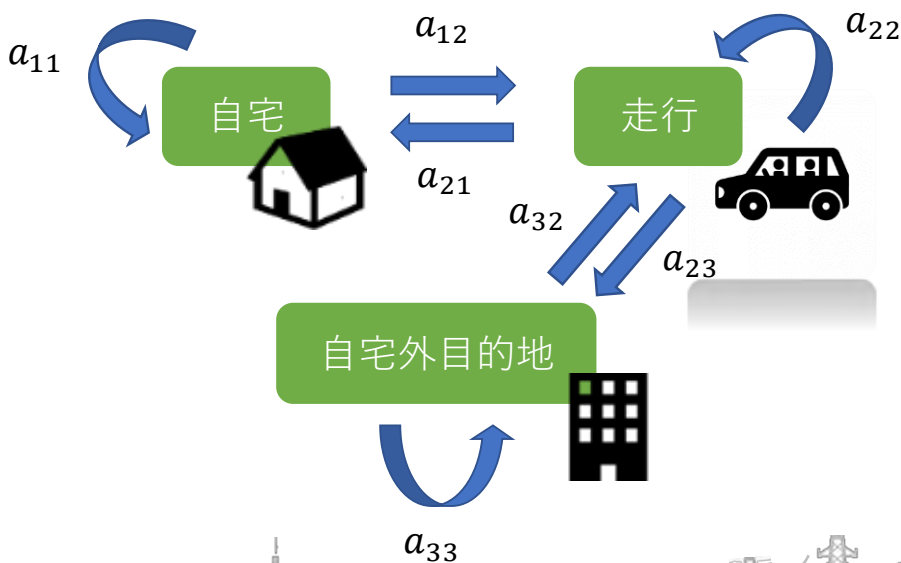 a₁₁
a₁₂
a₂₂
自宅
走行
a₂₁
a₃₂
a₂₃
自宅外目的地
a₃₃